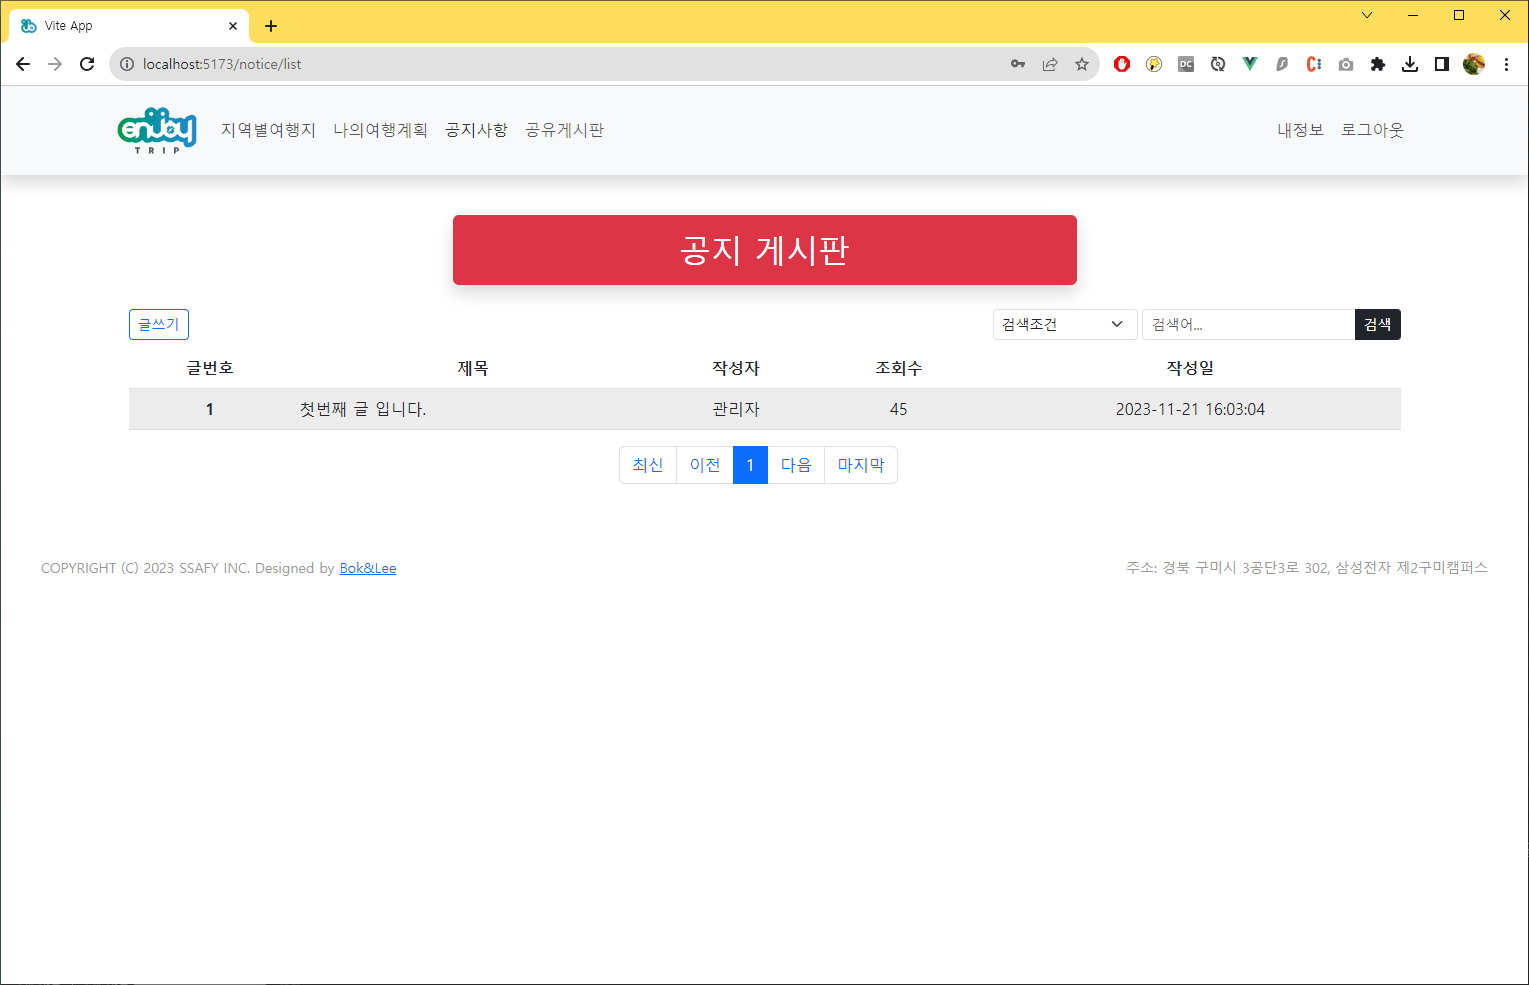 Vite App
localhost:5173/notice/list
enjoy
TRIP
지역별여행지 나의여행계획 공지사항 공유게시판 내정보 로그아웃
공지 게시판
글쓰기 검색조건 검색어... 검색
글번호 제목 작성자 조회수 작성일
1 첫번째 글 입니다. 관리자 45 2023-11-21 16:03:04
최신 이전 1 다음 마지막
COPYRIGHT (C) 2023 SSAFY INC. Designed by Bok&Lee 주소: 경북 구미시 3공단3로 302, 삼성전자 제2구미캠퍼스